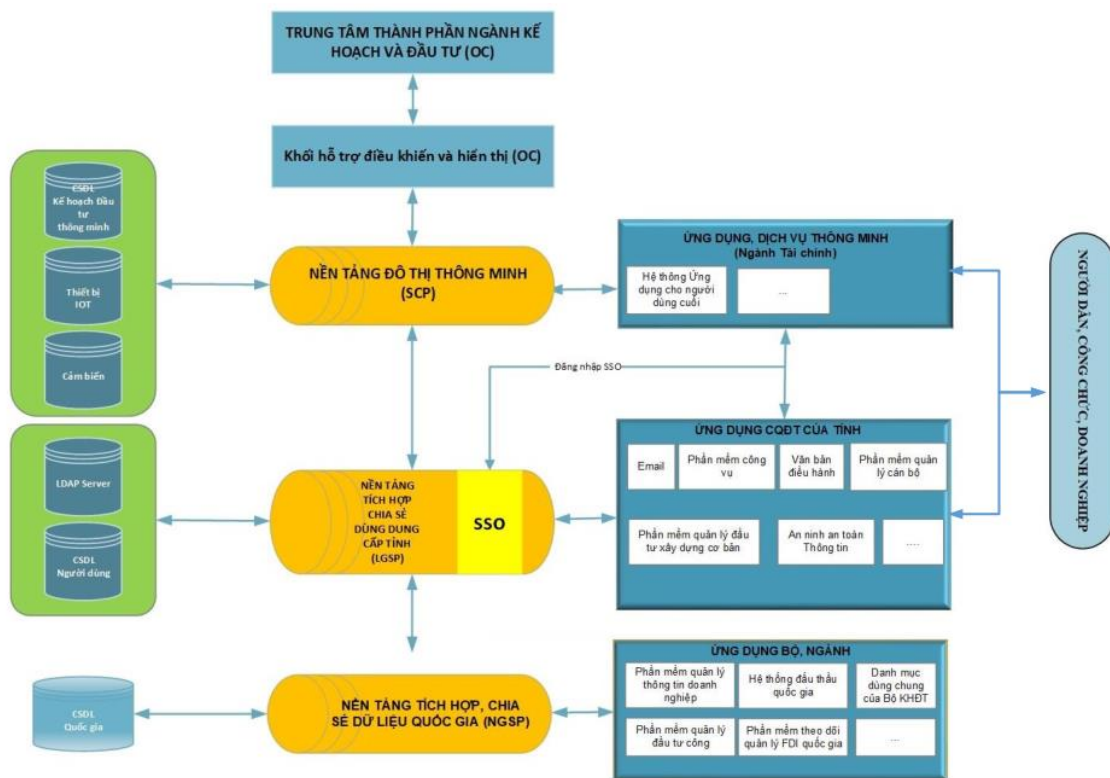 TRUNG TÂM THÀNH PHẦN NGÀNH KẾ
HOẠCH VÀ ĐẦU TƯ (OC)
Khối hỗ trợ điều khiến và hiển thị (OC)
CSDL
Kế hoạch Đầu
tư
thông minh
Thiết bị
IOT
Cảm biến
NỀN TẢNG ĐÔ THỊ THÔNG MINH
(SCP)
ỨNG DỤNG, DỊCH VỤ THÔNG MINH
(Ngành Tài chính)
Hệ thống Ứng
dụng cho người
dùng cuối
...
NGƯỜI DÂN, CÔNG CHỨC, DOANH NGHIỆP
Đăng nhập SSO
LDAP Server
CSDL
Người dùng
NỀN TẢNG
TÍCH HỢP
CHIA SẺ
DÙNG DUNG
CẤP TỈNH
(LGSP)
SSO
ỨNG DỤNG CQĐT CỦA TỈNH
Email
Phần mềm công
vụ
Văn bản
điều hành
Phần mềm quản
lý cán bộ
Phần mềm quản lý đầu
tư xây dựng cơ bản
An ninh an toàn
Thông tin
....
CSDL
Quốc gia
NỀN TẢNG TÍCH HỢP, CHIA
SẺ DỮ LIỆU QUỐC GIA (NGSP)
ỨNG DỤNG BỘ, NGÀNH
Phần mềm quản lý
thông tin doanh
nghiệp
Hệ thống đấu thầu
quốc gia
Danh mục
dùng chung
của Bộ KHĐT
Phần mềm quản lý
đầu tư công
Phần mềm theo dõi
quản lý FDI quốc gia
...